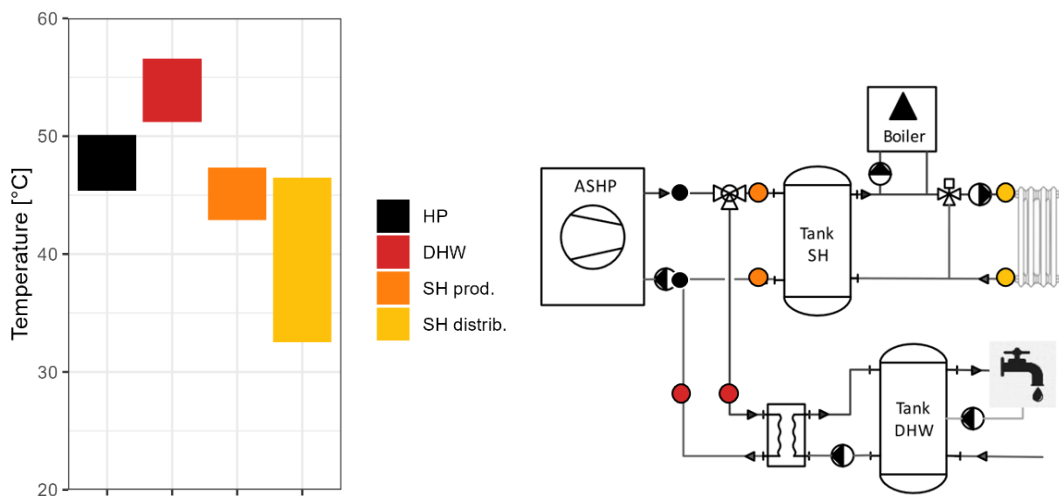 60
50
40
30
20
Temperature [°C]
HP
DHW
SH prod.
SH distrib.
ASHP
Boiler
Tank
SH
Tank
DHW